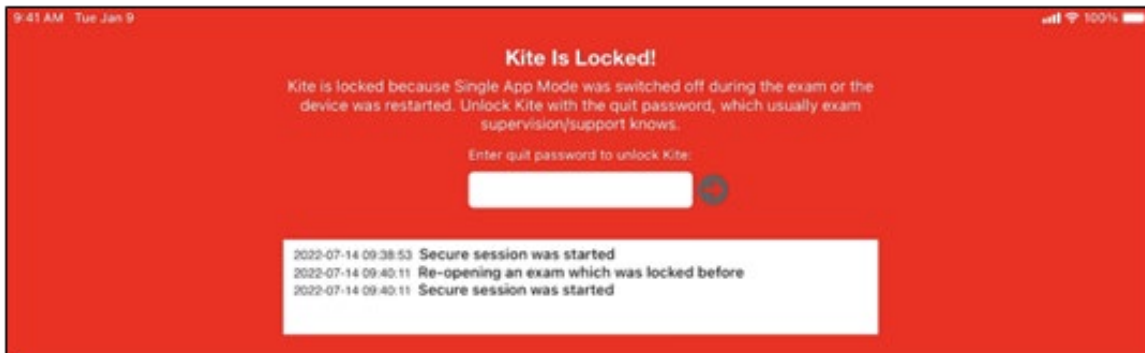 9:41 AM Tue Jan 9
100%
Kite Is Locked!
Kite is locked because Single App Mode was switched off during the exam or the
device was restarted. Unlock Kite with the quit password, which usually exam
supervision/support knows.
Enter quit password to unlock Kite:
2022-07-14 09:38:53 Secure session was started
2022-07-14 09:40:11 Re-opening an exam which was locked before
2022-07-14 09:40:11 Secure session was started